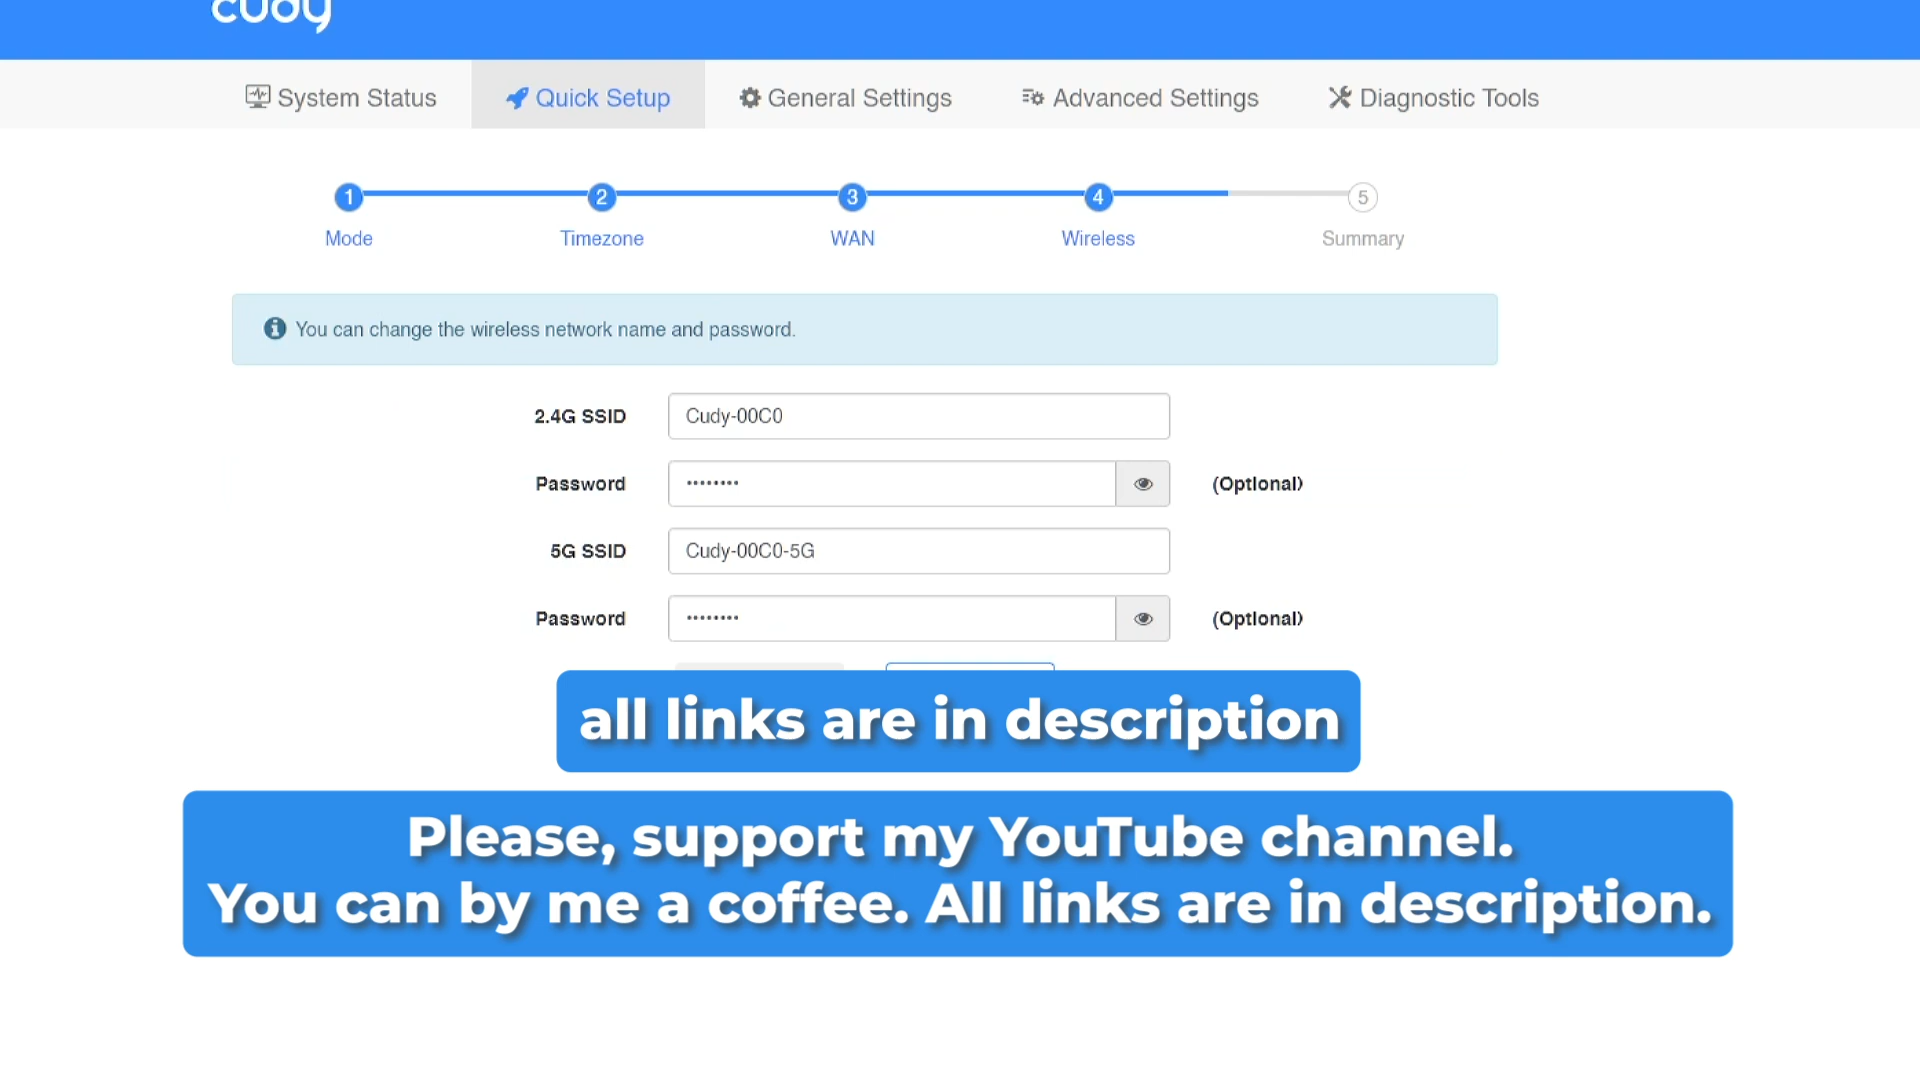 cudy
System Status Quick Setup General Settings Advanced Settings Diagnostic Tools
1 2 3 4 5
Mode Timezone WAN Wireless Summary
You can change the wireless network name and password.
2.4G SSID Cudy-00C0
Password •••••••• (Optional)
5G SSID Cudy-00C0-5G
Password •••••••• (Optional)
all links are in description
Please, support my YouTube channel.
You can by me a coffee. All links are in description.